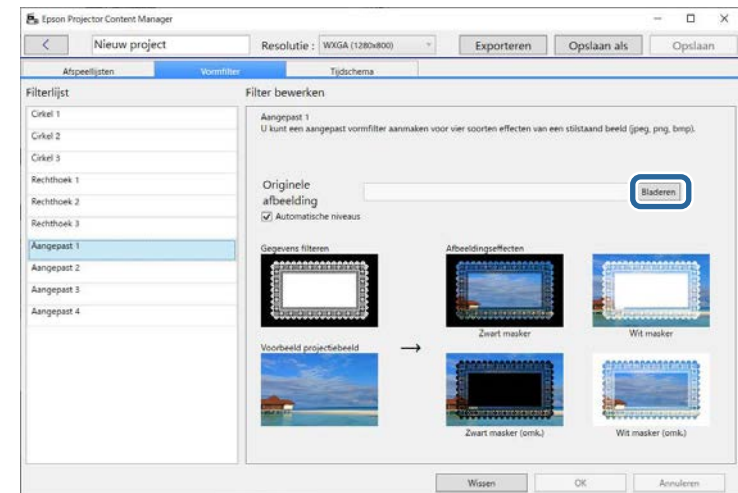 Epson Projector Content Manager
Nieuw project
Resolutie :
WXGA (1280x800)
Exporteren
Opslaan als
Opslaan
Afspeellijsten
Vormfilter
Tijdschema
Filterlijst
Cirkel 1
Cirkel 2
Cirkel 3
Rechthoek 1
Rechthoek 2
Rechthoek 3
Aangepast 1
Aangepast 2
Aangepast 3
Aangepast 4
Filter bewerken
Aangepast 1
U kunt een aangepast vormfilter aanmaken voor vier soorten effecten van een stilstaand beeld (jpeg, png, bmp).
Originele
afbeelding
Bladeren
Automatische niveaus
Gegevens filteren
Afbeeldingseffecten
Zwart masker
Wit masker
Voorbeeld projectiebeeld
Zwart masker (omk.)
Wit masker (omk.)
Wissen
OK
Annuleren